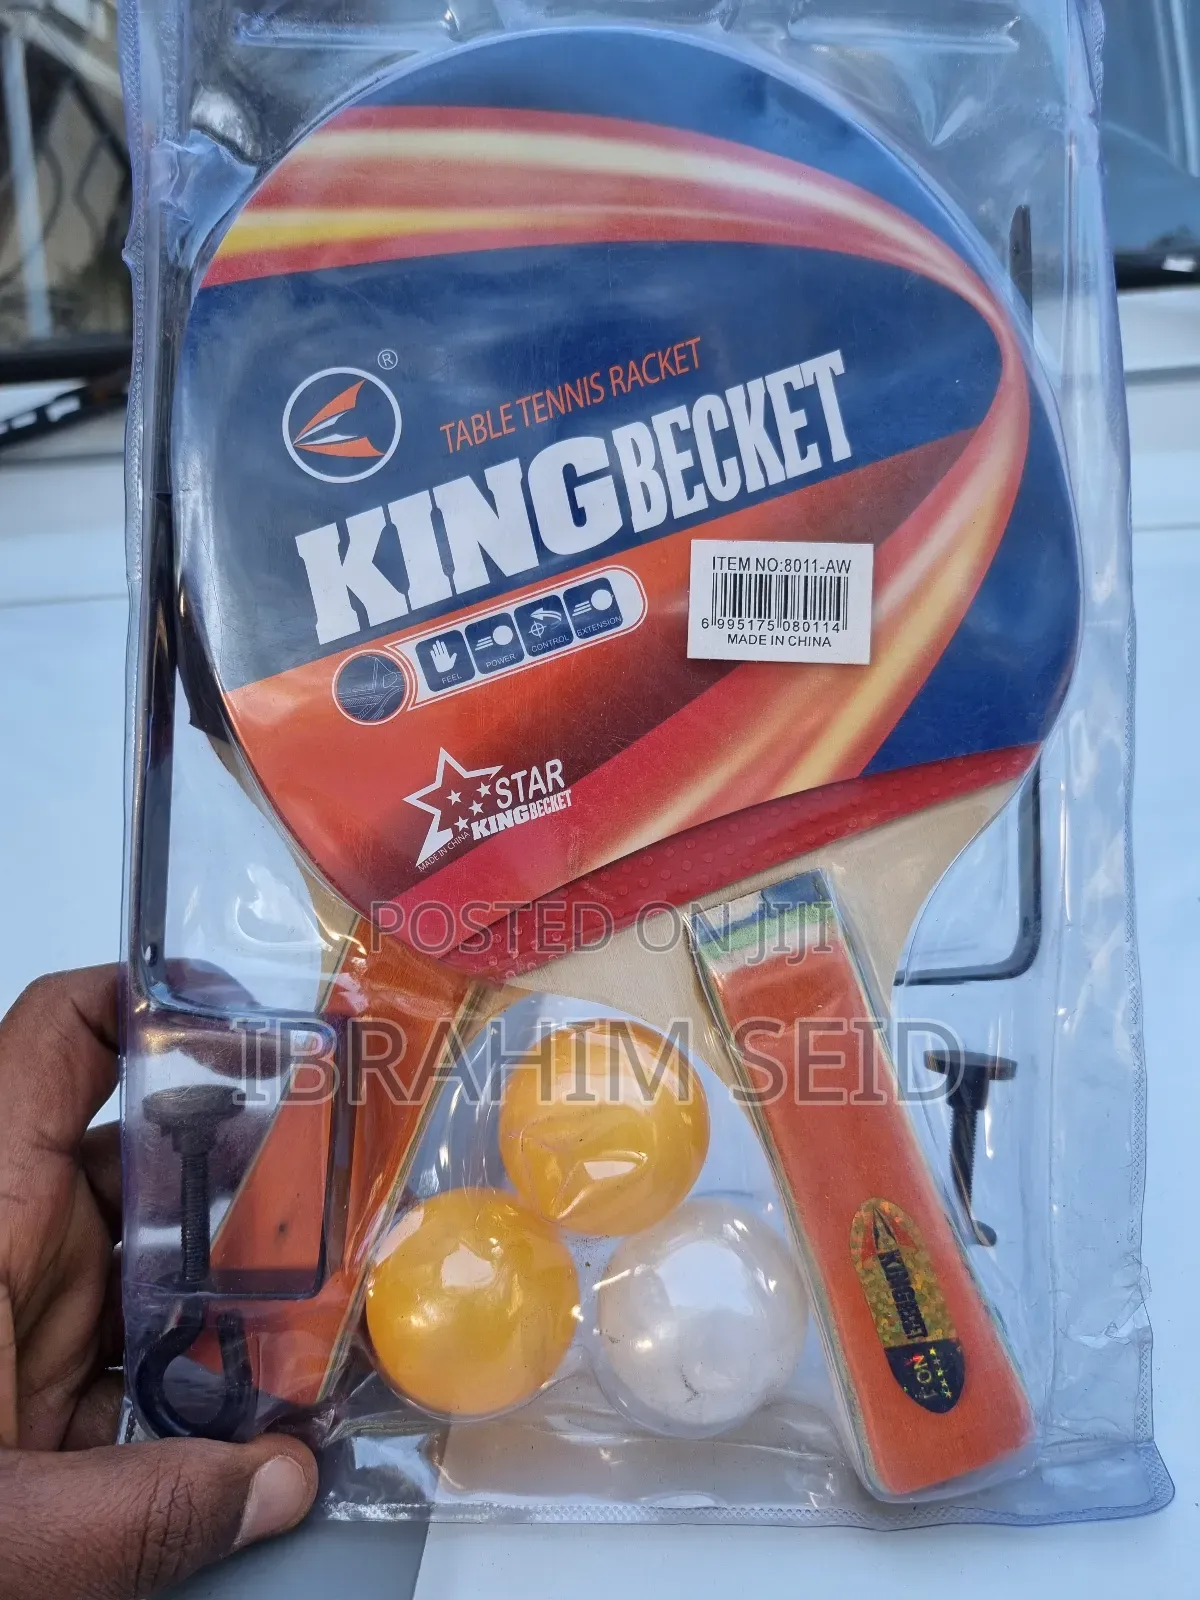 ®
TABLE TENNIS RACKET
KINGBECKET
ITEM NO:8011-AW
6 995175 080114
MADE IN CHINA
FEEL
POWER
CONTROL
EXTENSION
STAR
KINGBECKET
MADE IN CHINA
POSTED ON JIJI
IBRAHIM SEID
KINGBECKET
NO.1